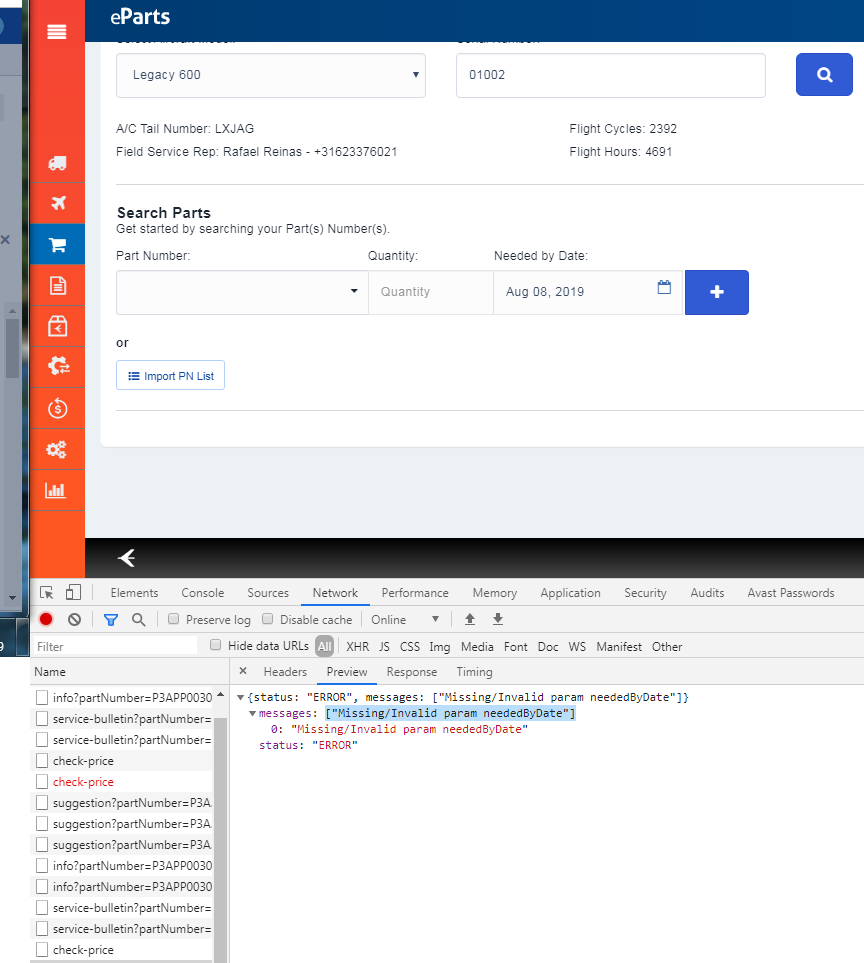 eParts
Legacy 600
01002
A/C Tail Number: LXJAG
Flight Cycles: 2392
Field Service Rep: Rafael Reinas - +31623376021
Flight Hours: 4691
Search Parts
Get started by searching your Part(s) Number(s).
Part Number:
Quantity:
Needed by Date:
Quantity
Aug 08, 2019
or
Import PN List
Elements Console Sources Network Performance Memory Application Security Audits Avast Passwords
Preserve log Disable cache Online
Filter
Hide data URLs All XHR JS CSS Img Media Font Doc WS Manifest Other
Name
× Headers Preview Response Timing
info?partNumber=P3APP0030
service-bulletin?partNumber=
service-bulletin?partNumber=
check-price
check-price
suggestion?partNumber=P3A
suggestion?partNumber=P3A
suggestion?partNumber=P3A
info?partNumber=P3APP0030
info?partNumber=P3APP0030
service-bulletin?partNumber=
service-bulletin?partNumber=
check-price
{status: "ERROR", messages: ["Missing/Invalid param neededByDate"]}
messages: ["Missing/Invalid param neededByDate"]
0: "Missing/Invalid param neededByDate"
status: "ERROR"